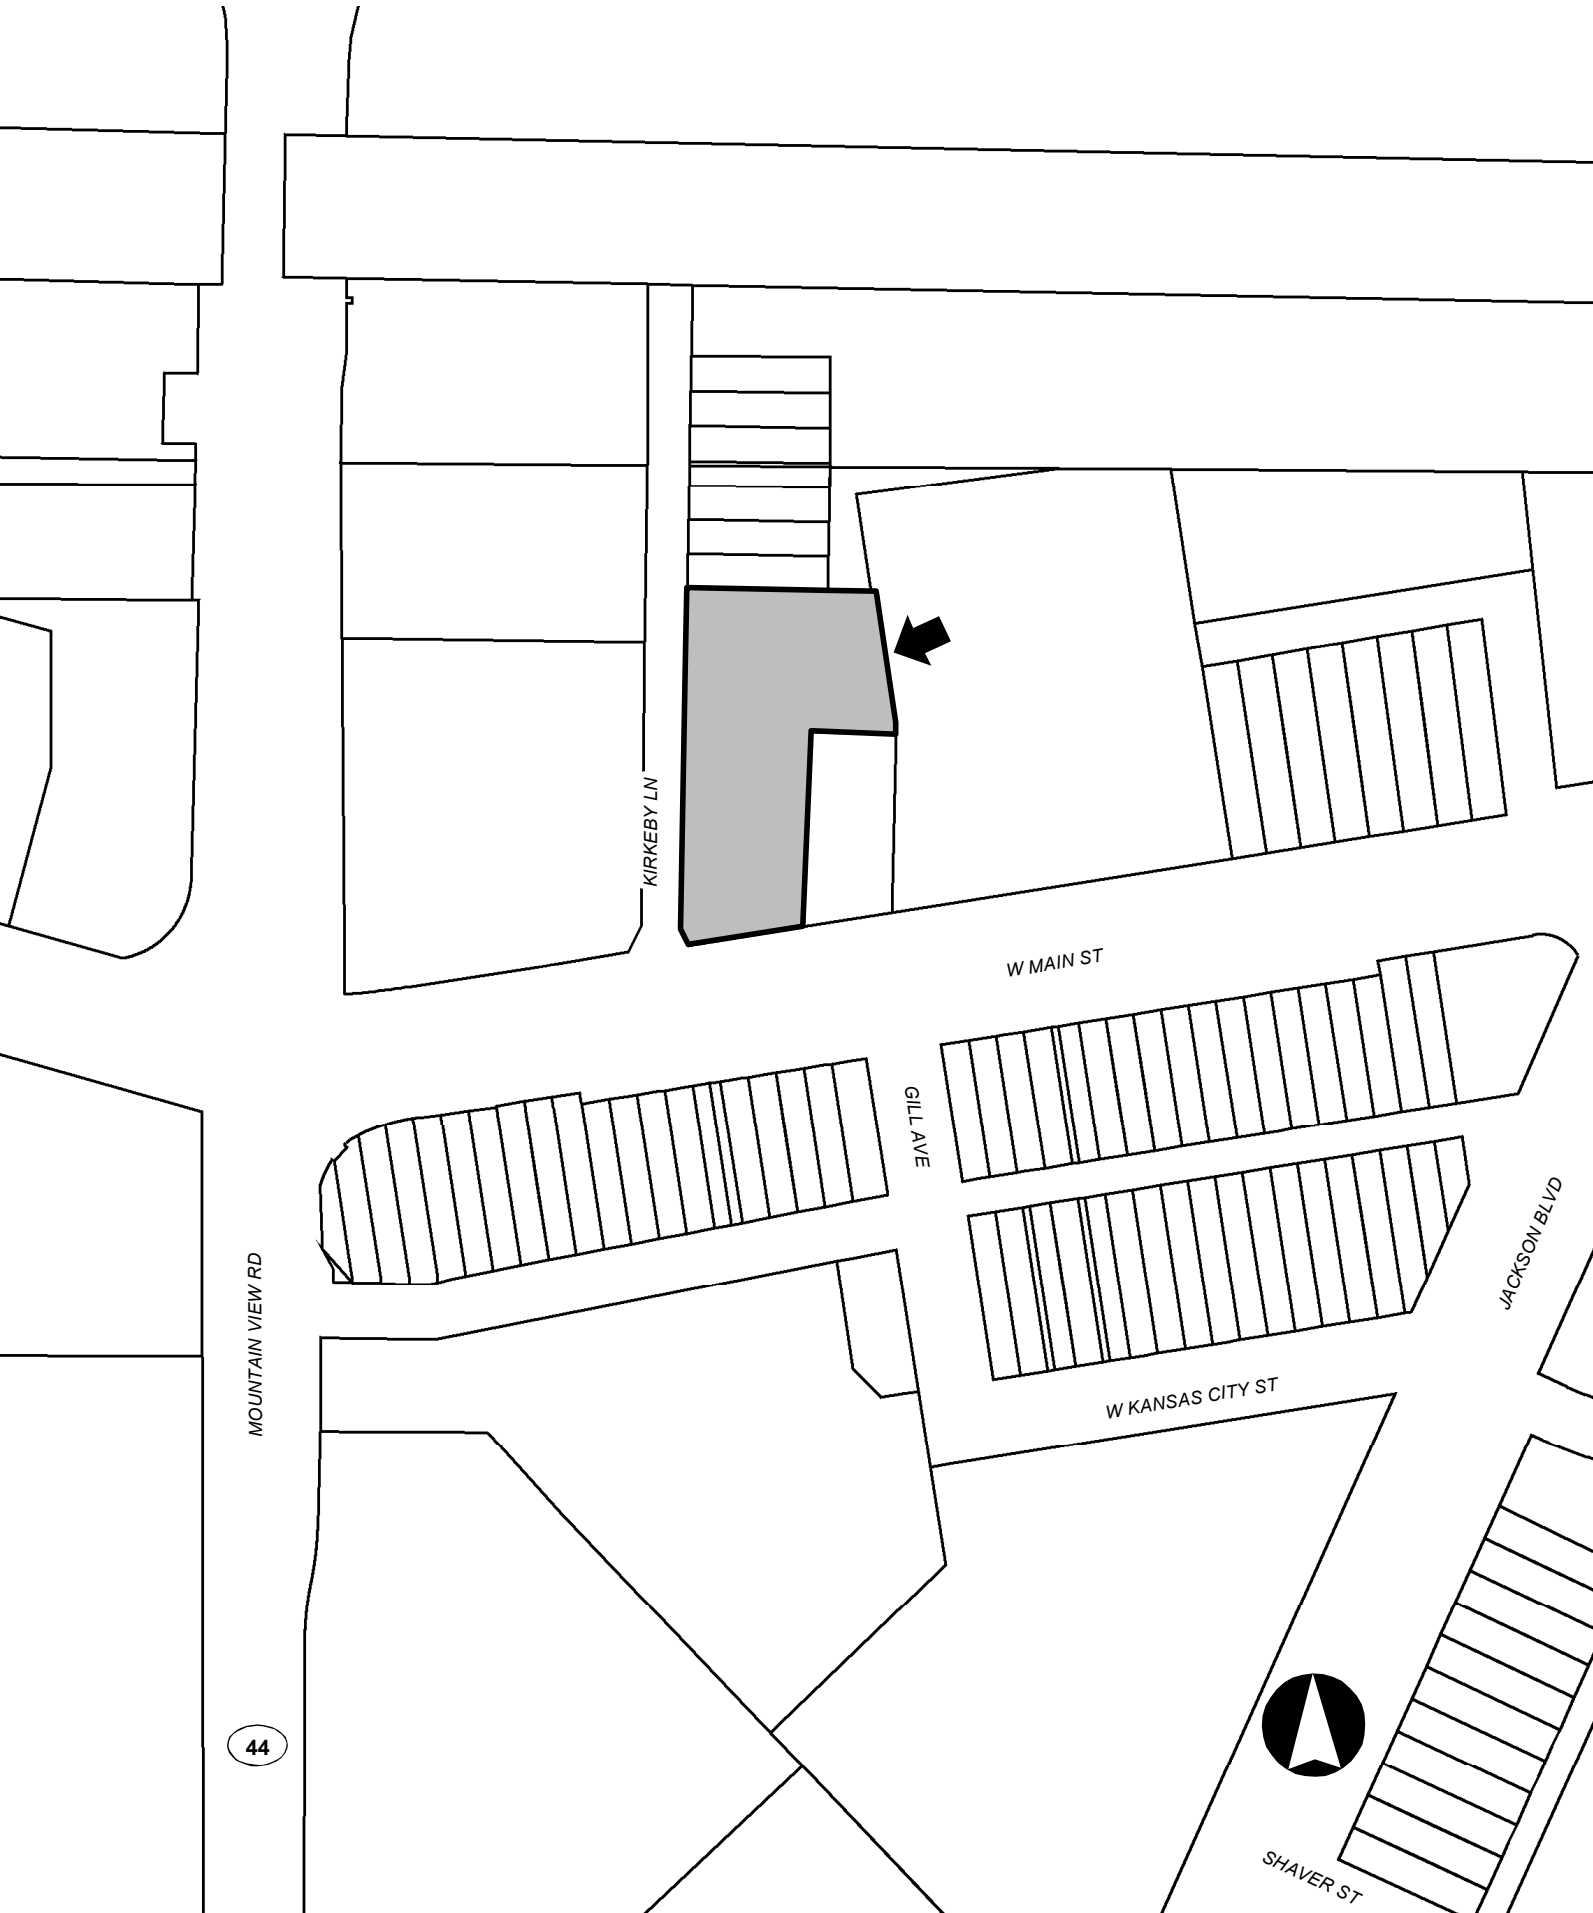 KIRKEBY LN
W MAIN ST
GILL AVE
JACKSON BLVD
MOUNTAIN VIEW RD
W KANSAS CITY ST
44
SHAVER ST